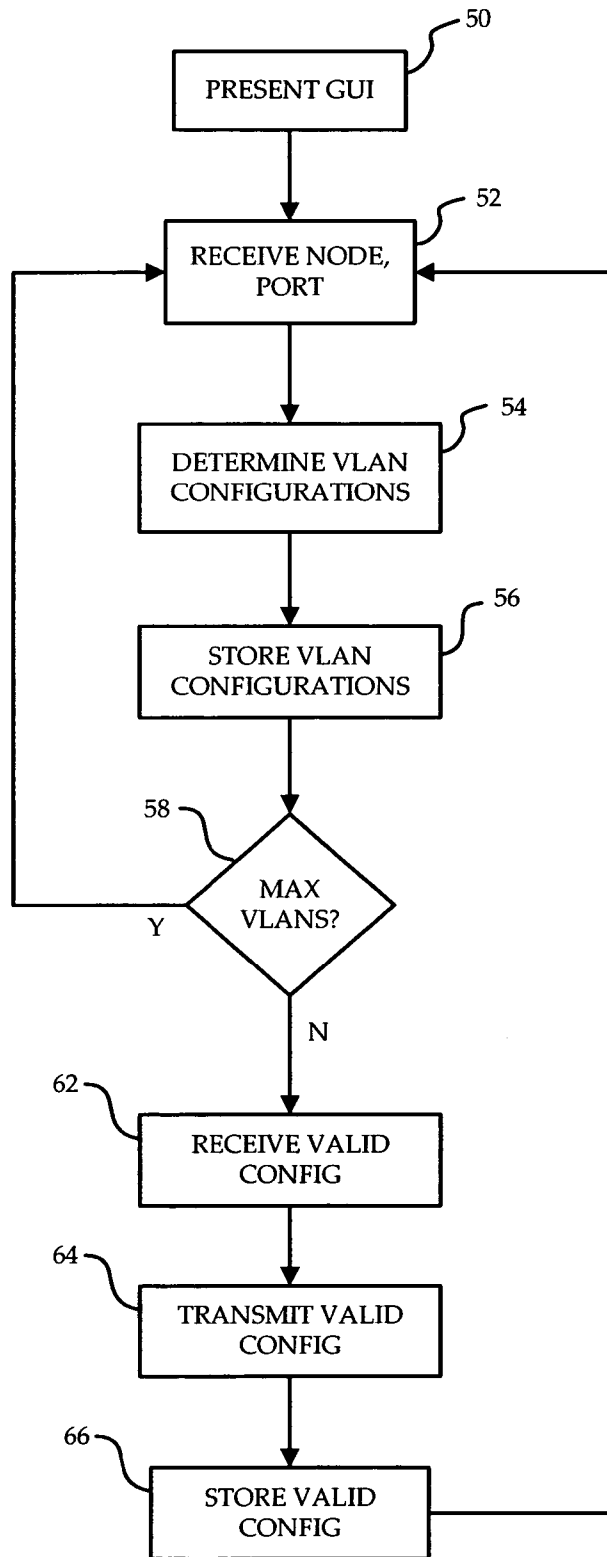 50
PRESENT GUI
52
RECEIVE NODE,
PORT
54
DETERMINE VLAN
CONFIGURATIONS
56
STORE VLAN
CONFIGURATIONS
58
MAX
VLANS?
Y
N
62
RECEIVE VALID
CONFIG
64
TRANSMIT VALID
CONFIG
66
STORE VALID
CONFIG